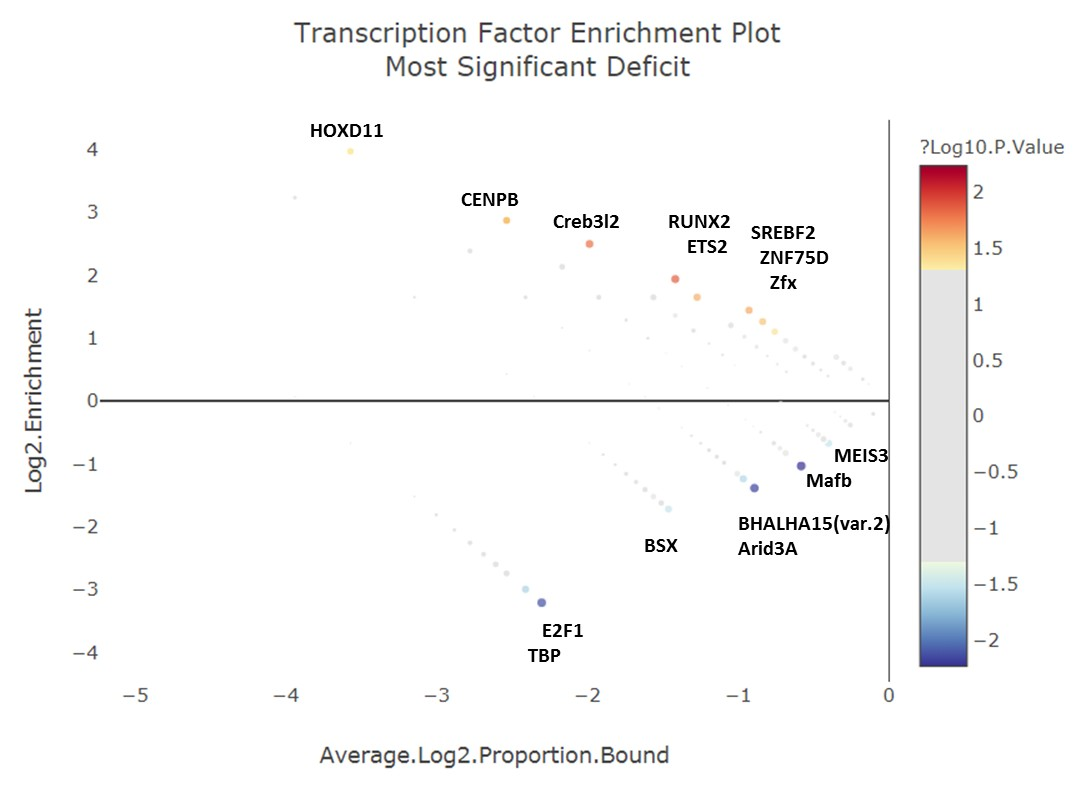 Transcription Factor Enrichment Plot
Most Significant Deficit
HOXD11
CENPB
Creb3l2
RUNX2
ETS2
SREBF2
ZNF75D
Zfx
MEIS3
Mafb
BHALHA15(var.2)
Arid3A
BSX
E2F1
TBP
Log2.Enrichment
4
3
2
1
0
−1
−2
−3
−4
−5
−4
−3
−2
−1
0
Average.Log2.Proportion.Bound
?Log10.P.Value
2
1.5
1
0.5
0
−0.5
−1
−1.5
−2